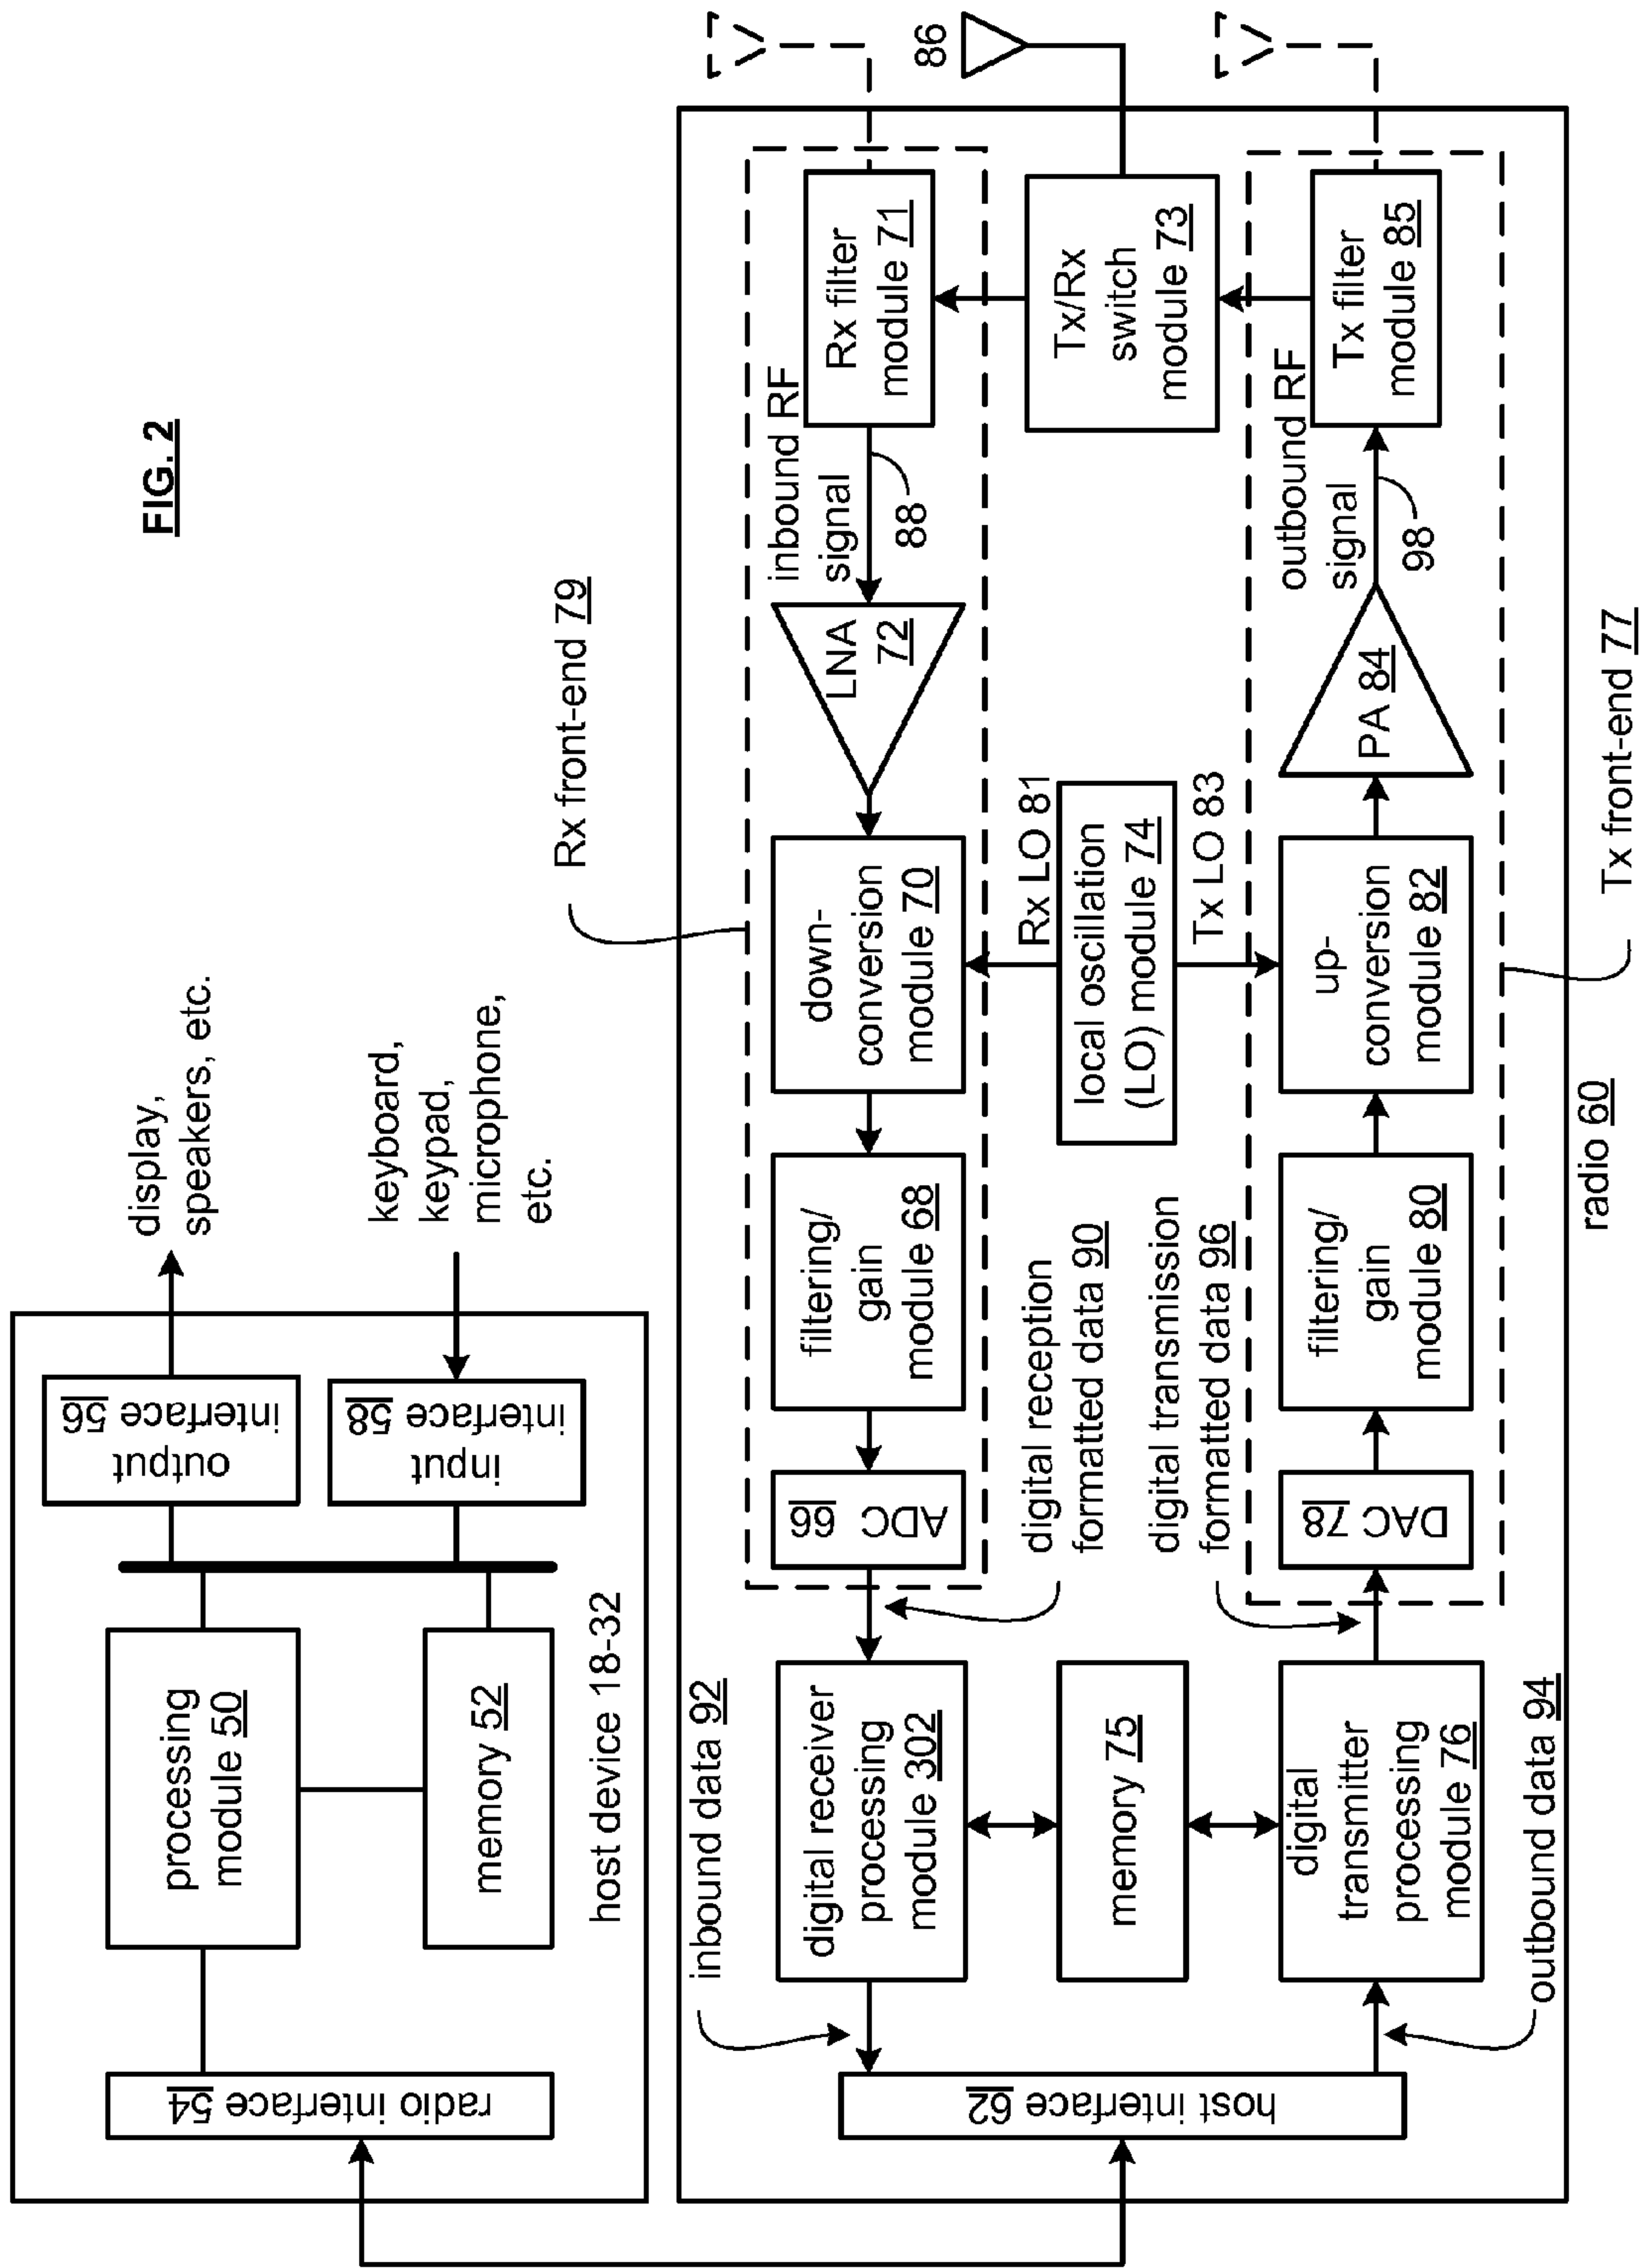 FIG. 2
display,
speakers, etc.
keyboard,
keypad,
microphone,
etc.
output
interface 56
input
interface 58
processing
module 50
memory 52
radio interface 54
host device 18-32
Rx front-end 79
inbound data 92
host interface 62
digital receiver
processing
module 302
ADC 66
filtering/
gain
module 68
down-
conversion
module 70
LNA
72
inbound RF
signal
88
Rx filter
module 71
86
memory 75
digital reception
formatted data 90
digital transmission
formatted data 96
Rx LO 81
local oscillation
(LO) module 74
Tx LO 83
Tx/Rx
switch
module 73
digital
transmitter
processing
module 76
DAC 78
filtering/
gain
module 80
up-
conversion
module 82
PA 84
outbound RF
signal
98
Tx filter
module 85
outbound data 94
radio 60
Tx front-end 77